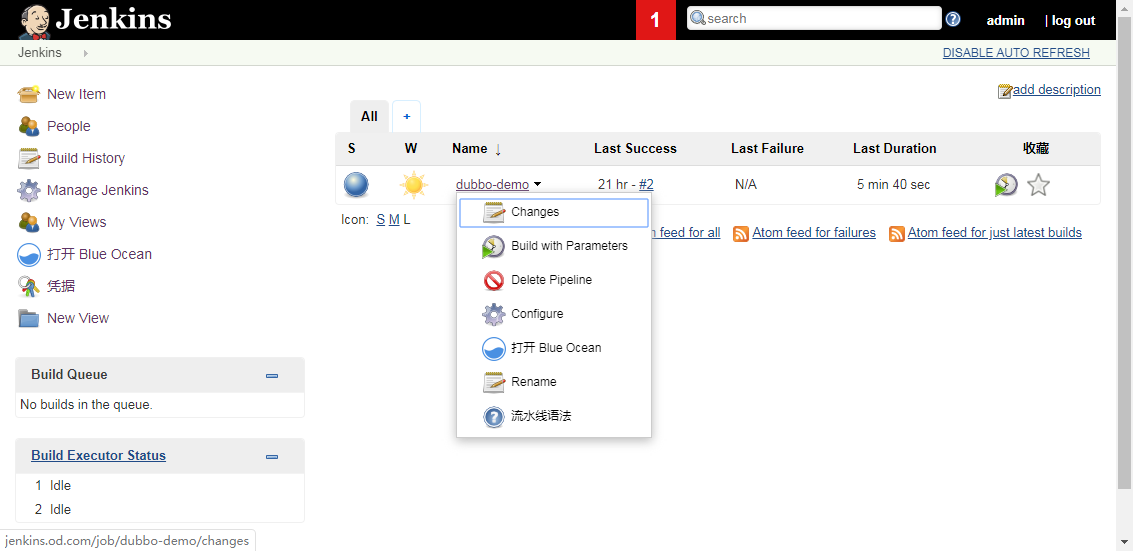 Jenkins
1
search
admin
| log out
Jenkins
DISABLE AUTO REFRESH
New Item
People
Build History
Manage Jenkins
My Views
打开 Blue Ocean
凭据
New View
Build Queue
No builds in the queue.
Build Executor Status
1 Idle
2 Idle
add description
All +
S W Name ↓ Last Success Last Failure Last Duration 收藏
dubbo-demo 21 hr - #2 N/A 5 min 40 sec
Icon: S M L
m feed for all Atom feed for failures Atom feed for just latest builds
Changes
Build with Parameters
Delete Pipeline
Configure
打开 Blue Ocean
Rename
流水线语法
jenkins.od.com/job/dubbo-demo/changes